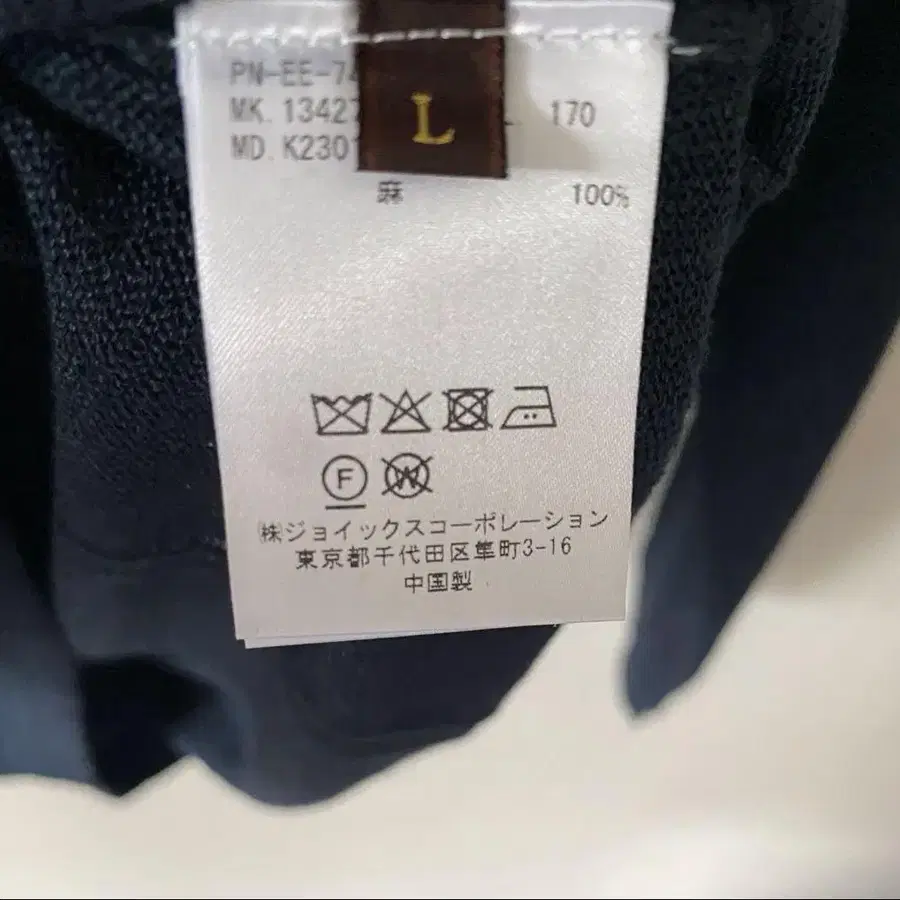 PN-EE-74
MK. 13427 L. 170
MD. K2301
L
麻 100%
F
W
㈱ジョイックスコーポレーション
東京都千代田区隼町3-16
中国製